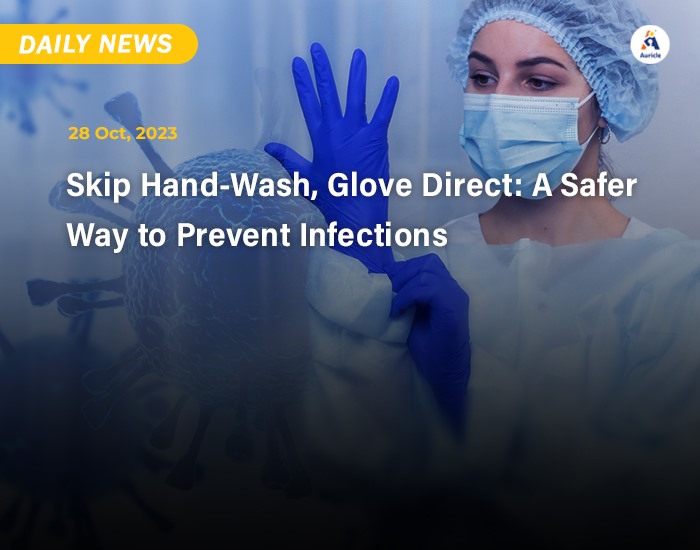 DAILY NEWS
Auricle
28 Oct, 2023
Skip Hand-Wash, Glove Direct: A Safer
Way to Prevent Infections